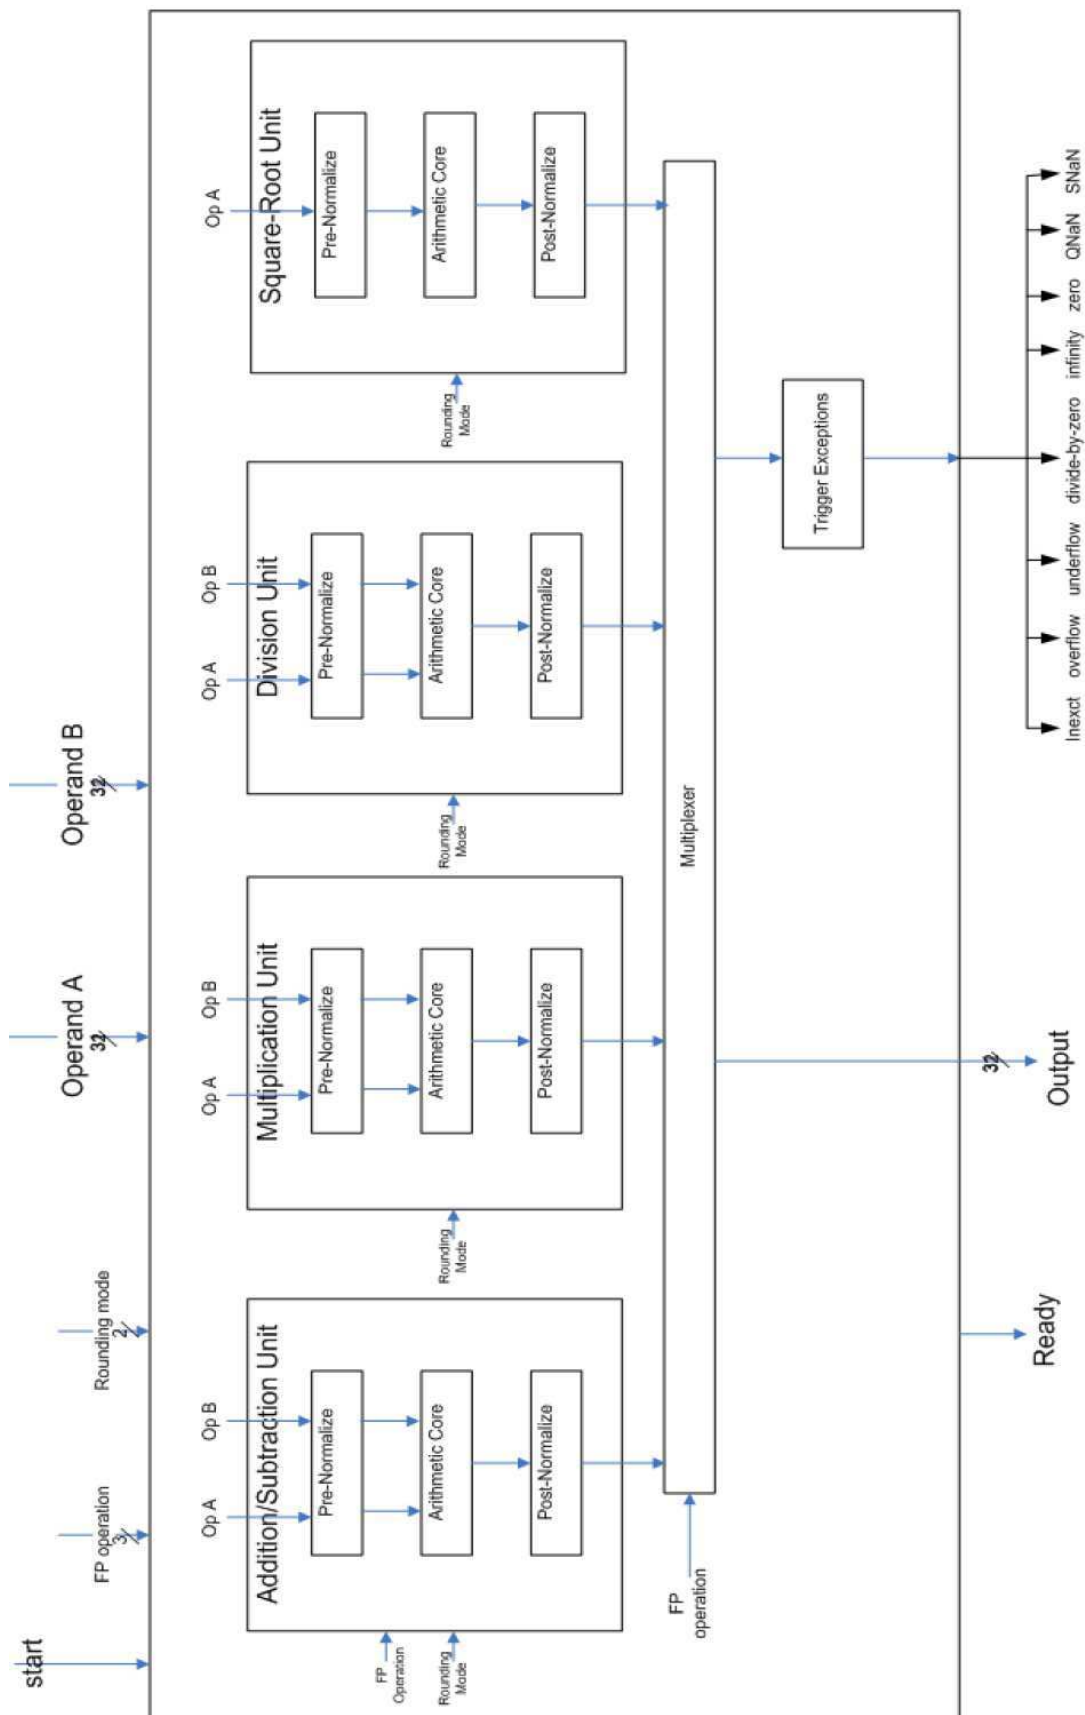 start
FP operation
3
Rounding mode
2
Operand A
32
Operand B
32
Addition/Subtraction Unit
Op A
Op B
Pre-Normalize
Arithmetic Core
Post-Normalize
FP
Operation
Rounding
Mode
Multiplication Unit
Op A
Op B
Pre-Normalize
Arithmetic Core
Post-Normalize
Rounding
Mode
Division Unit
Op A
Op B
Pre-Normalize
Arithmetic Core
Post-Normalize
Rounding
Mode
Square-Root Unit
Op A
Pre-Normalize
Arithmetic Core
Post-Normalize
Rounding
Mode
FP
operation
Multiplexer
Trigger Exceptions
Ready
32
Output
Inexct
overflow
underflow
divide-by-zero
infinity
zero
QNaN
SNaN